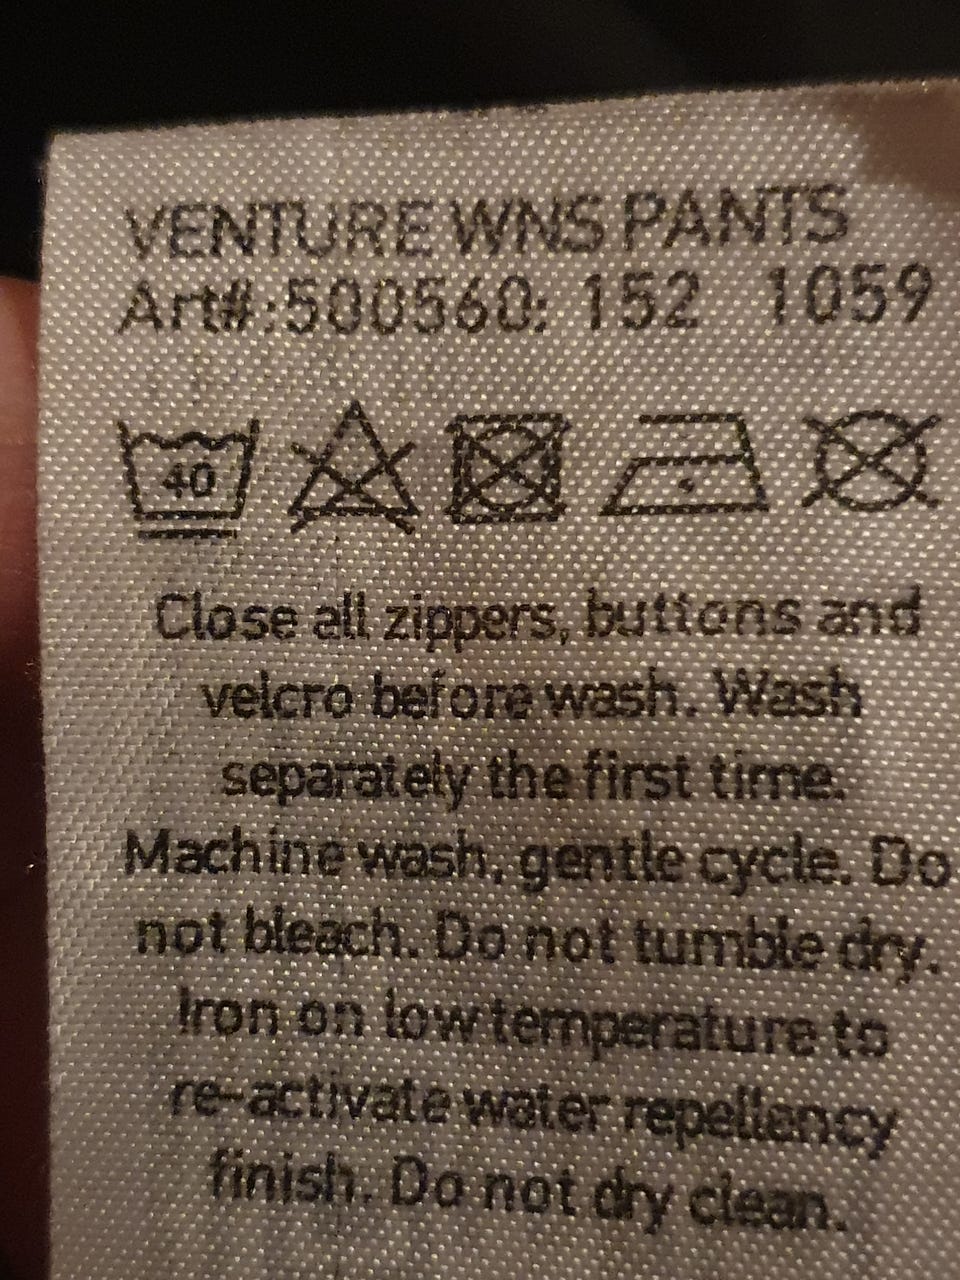 VENTURE WNS PANTS
Art#:500560: 152 1059
40
Close all zippers, buttons and
velcro before wash. Wash
separately the first time.
Machine wash, gentle cycle. Do
not bleach. Do not tumble dry.
Iron on low temperature to
re-activate water repellency
finish. Do not dry clean.